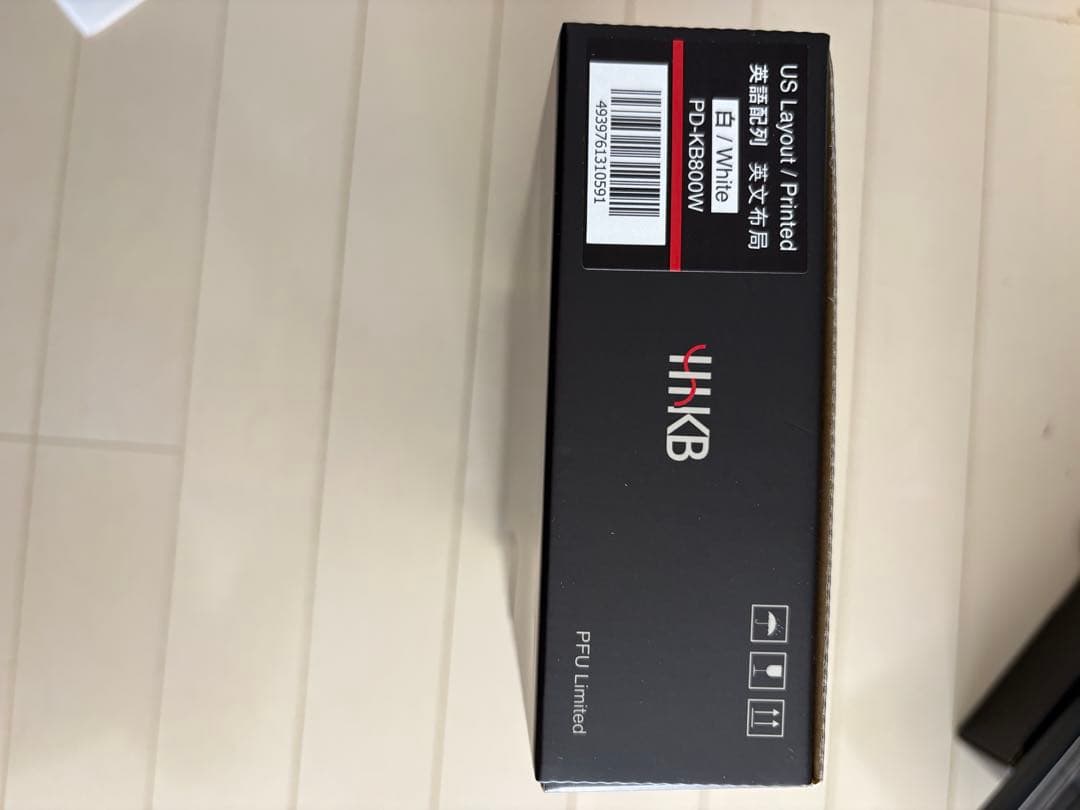 US Layout / Printed
英語配列 英文布局
白 / White
PD-KB800W
4939761310591
HHKB
PFU Limited